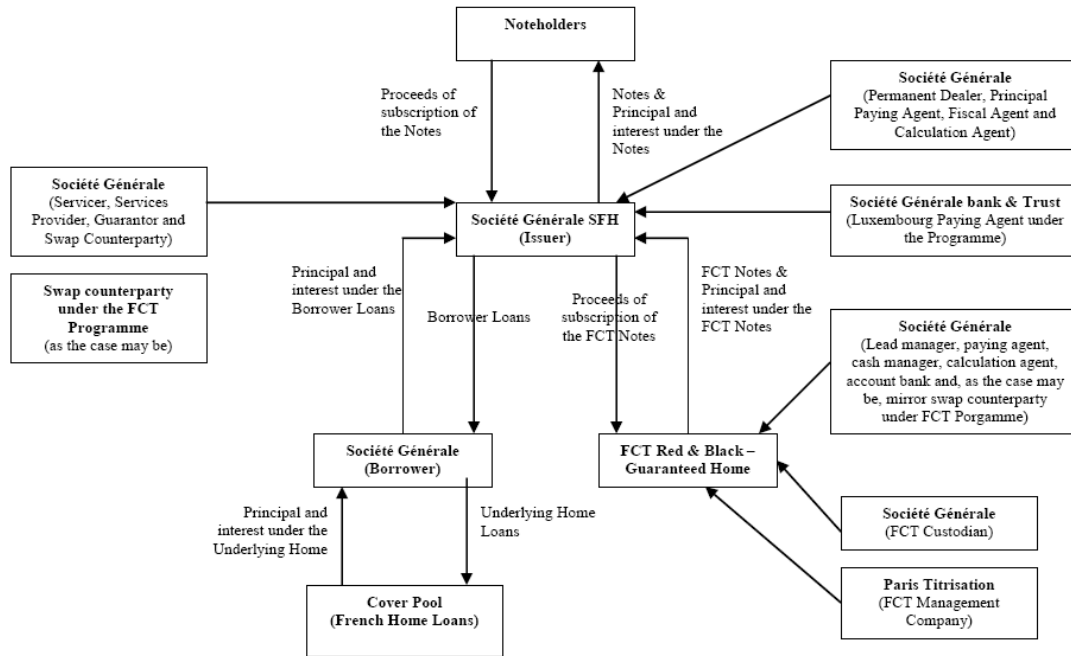 Noteholders
Proceeds of
subscription of
the Notes
Notes &
Principal and
interest under the
Notes
Société Générale
(Permanent Dealer, Principal
Paying Agent, Fiscal Agent and
Calculation Agent)
Société Générale
(Servicer, Services
Provider, Guarantor and
Swap Counterparty)
Société Générale SFH
(Issuer)
Société Générale bank & Trust
(Luxembourg Paying Agent under
the Programme)
Swap counterparty
under the FCT
Programme
(as the case may be)
Principal and
interest under the
Borrower Loans
Borrower Loans
Proceeds of
subscription of
the FCT Notes
FCT Notes &
Principal and
interest under the
FCT Notes
Société Générale
(Lead manager, paying agent,
cash manager, calculation agent,
account bank and, as the case may
be, mirror swap counterparty
under FCT Porgamme)
Société Générale
(Borrower)
FCT Red & Black –
Guaranteed Home
Principal and
interest under the
Underlying Home
Underlying Home
Loans
Société Générale
(FCT Custodian)
Cover Pool
(French Home Loans)
Paris Titrisation
(FCT Management
Company)